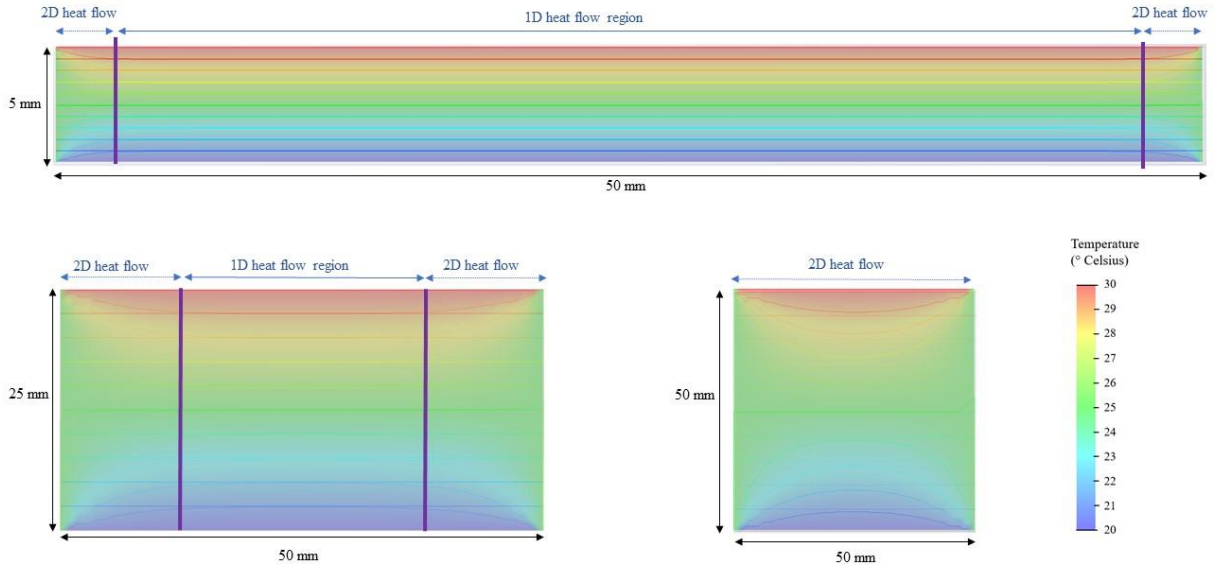 2D heat flow
1D heat flow region
2D heat flow
5 mm
50 mm
2D heat flow
1D heat flow region
2D heat flow
25 mm
50 mm
2D heat flow
50 mm
50 mm
Temperature
(° Celsius)
30
29
28
27
26
25
24
23
22
21
20